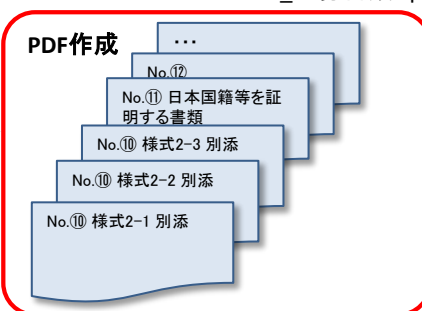 PDF作成
...
No.⑫
No.⑪ 日本国籍等を証
明する書類
No.⑩ 様式2-3 別添
No.⑩ 様式2-2 別添
No.⑩ 様式2-1 別添